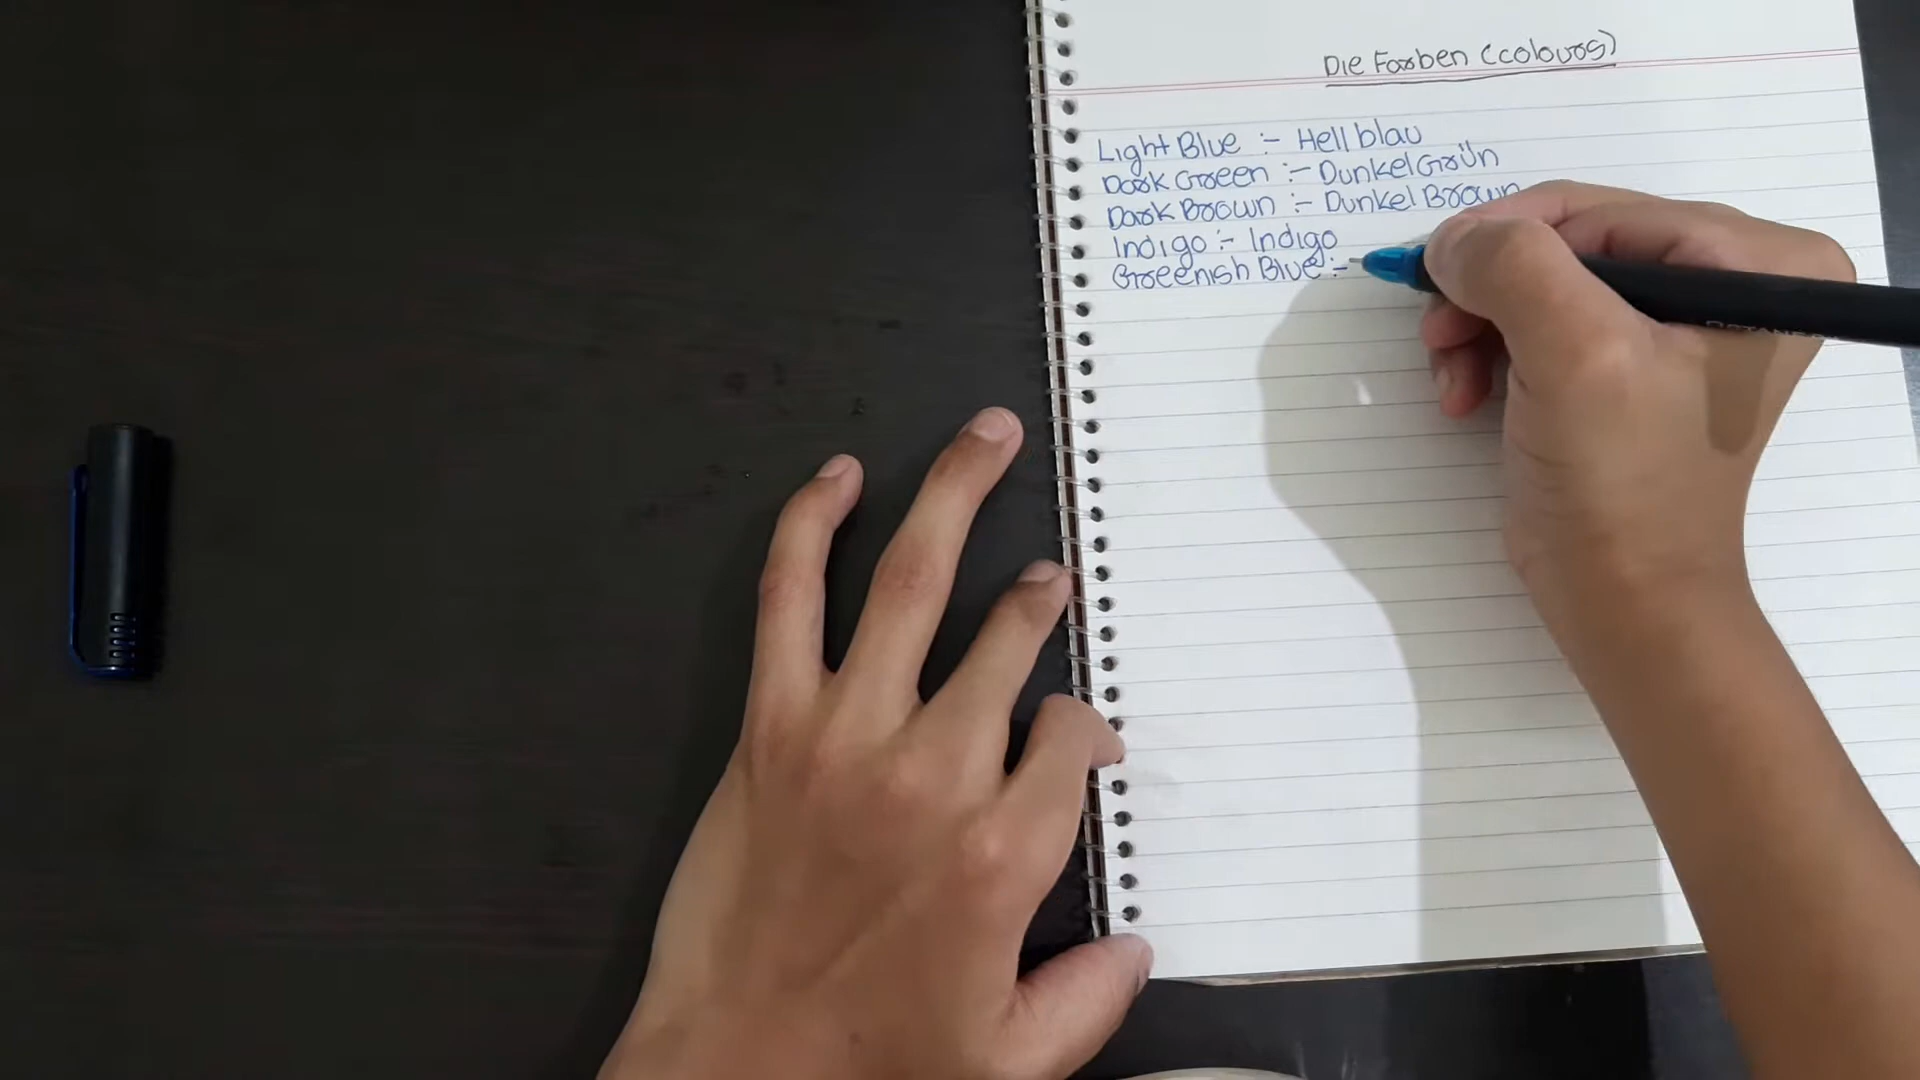 Die Farben (colours)
Light Blue :- Hell blau
Dark Green :- Dunkel Grün
Dark Brown :- Dunkel Brown
Indigo :- Indigo
Greenish Blue :-